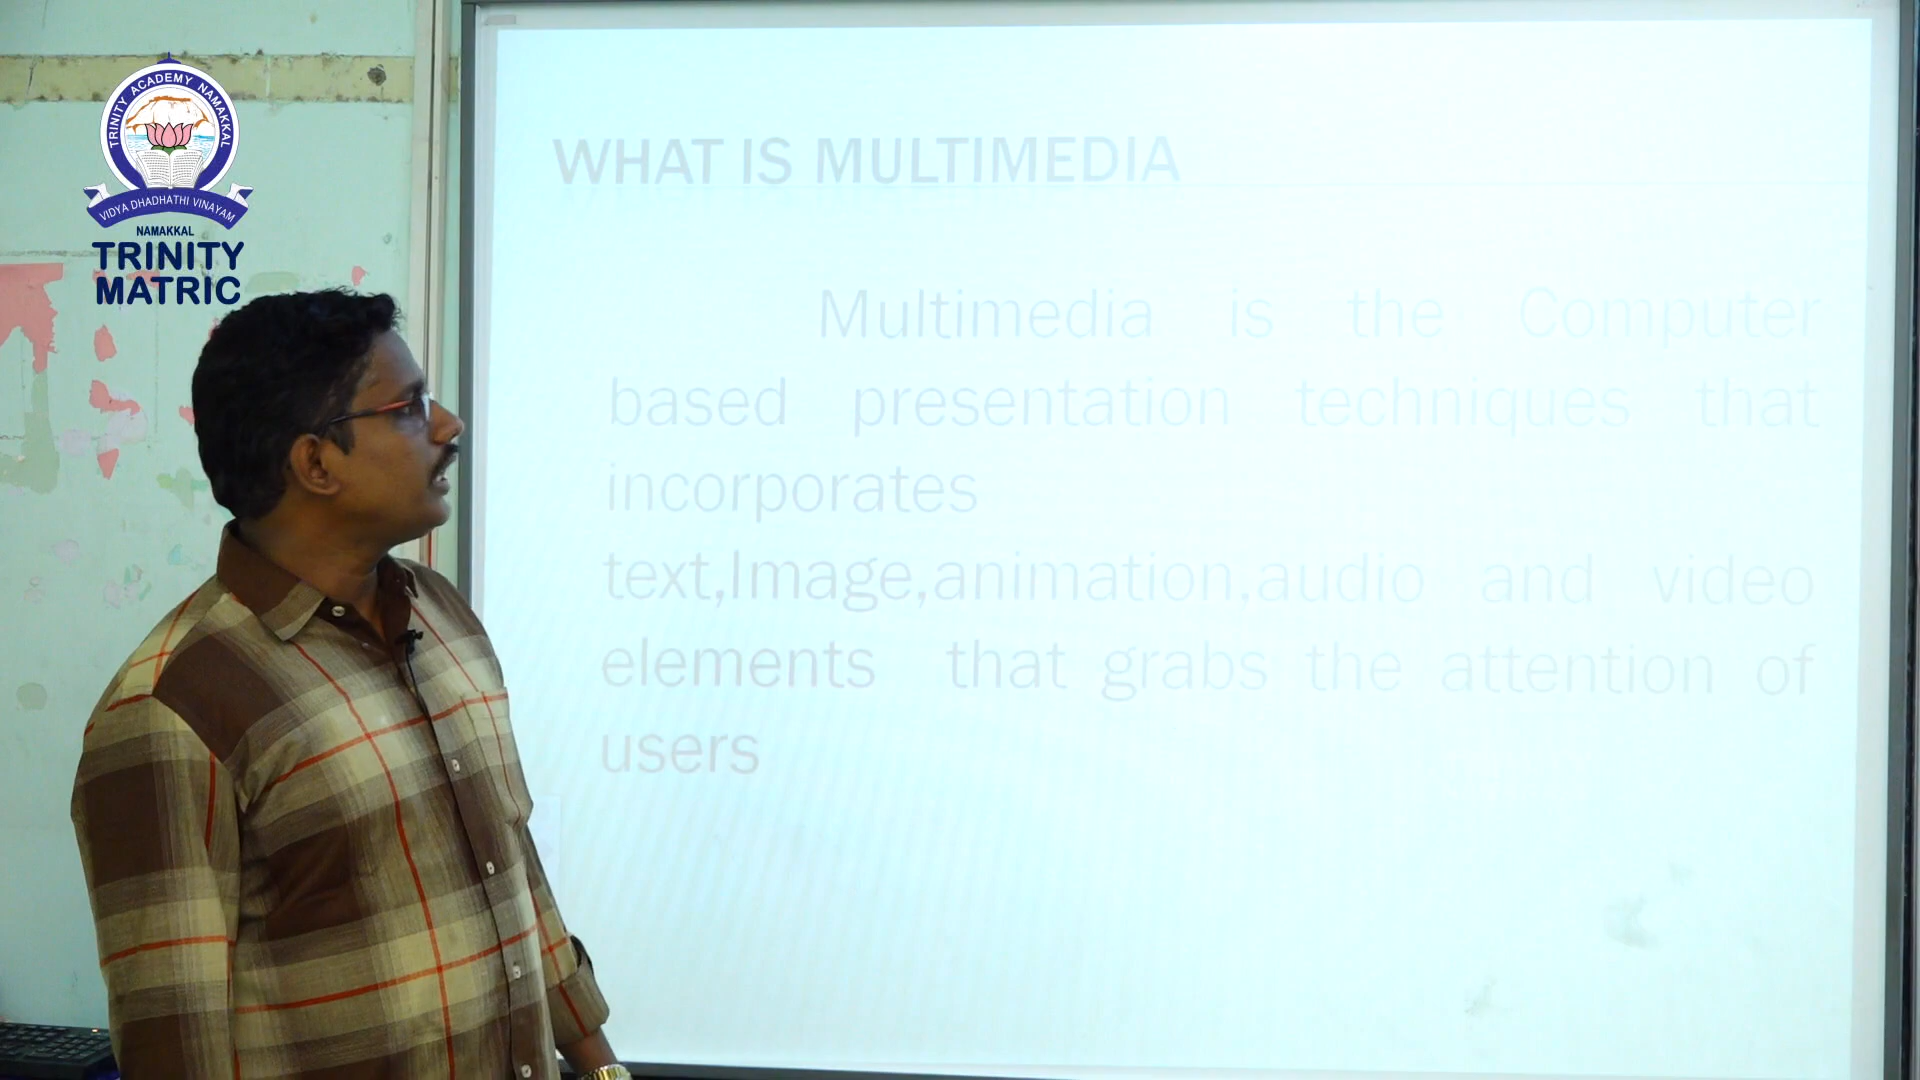 TRINITY ACADEMY NAMAKKAL
VIDYA DHADHATHI VINAYAM
NAMAKKAL
TRINITY
MATRIC
WHAT IS MULTIMEDIA
Multimedia is the Computer
based presentation techniques that
incorporates
text,Image,animation,audio and video
elements that grabs the attention of
users